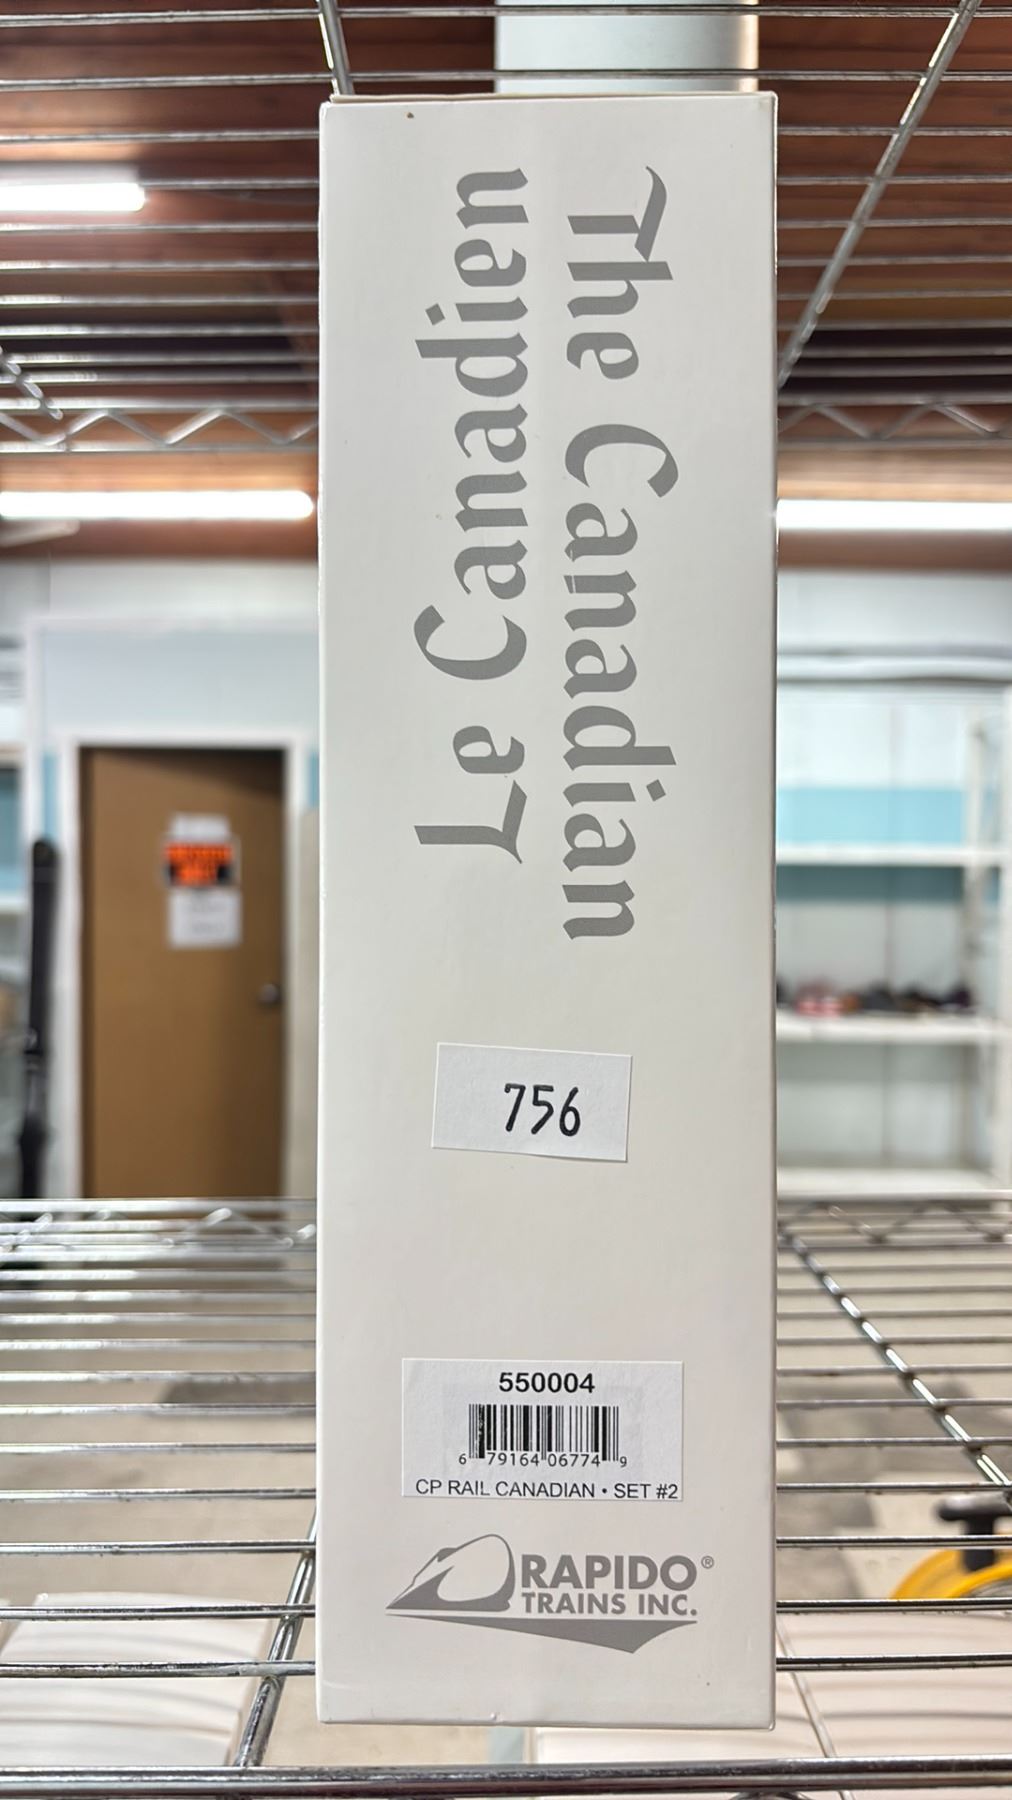 The Canadian
Le Canadien
756
550004
6 79164 06774 9
CP RAIL CANADIAN • SET #2
RAPIDO®
TRAINS INC.